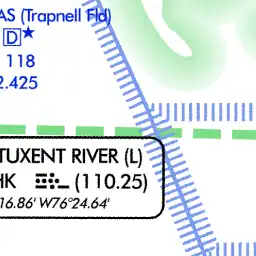 AS (Trapnell Fld)
D★
118
2.425
TUXENT RIVER (L)
HK (110.25)
16.86' W76°24.64'